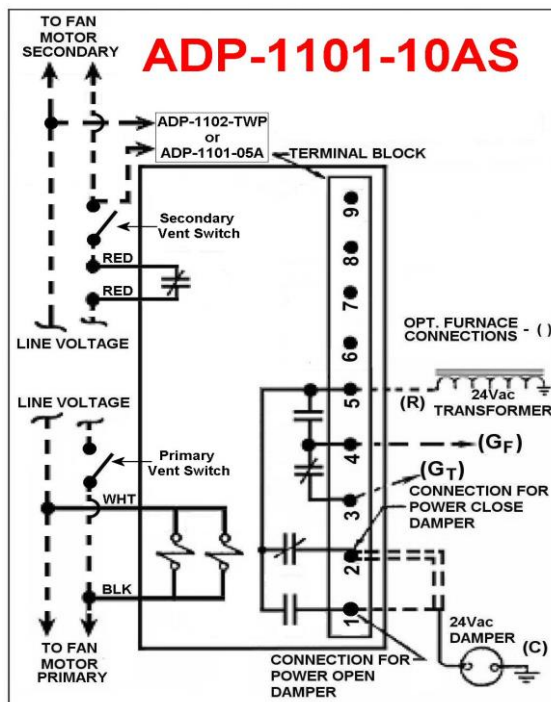 TO FAN
MOTOR
SECONDARY
ADP-1101-10AS
ADP-1102-TWP
or
ADP-1101-05A
TERMINAL BLOCK
Secondary
Vent Switch
RED
RED
LINE VOLTAGE
LINE VOLTAGE
Primary
Vent Switch
WHT
BLK
TO FAN
MOTOR
PRIMARY
9
8
7
6
5
4
3
2
1
OPT. FURNACE
CONNECTIONS - ( )
(R)
24Vac
TRANSFORMER
(GF)
(GT)
CONNECTION FOR
POWER CLOSE
DAMPER
24Vac
DAMPER
(C)
CONNECTION FOR
POWER OPEN
DAMPER